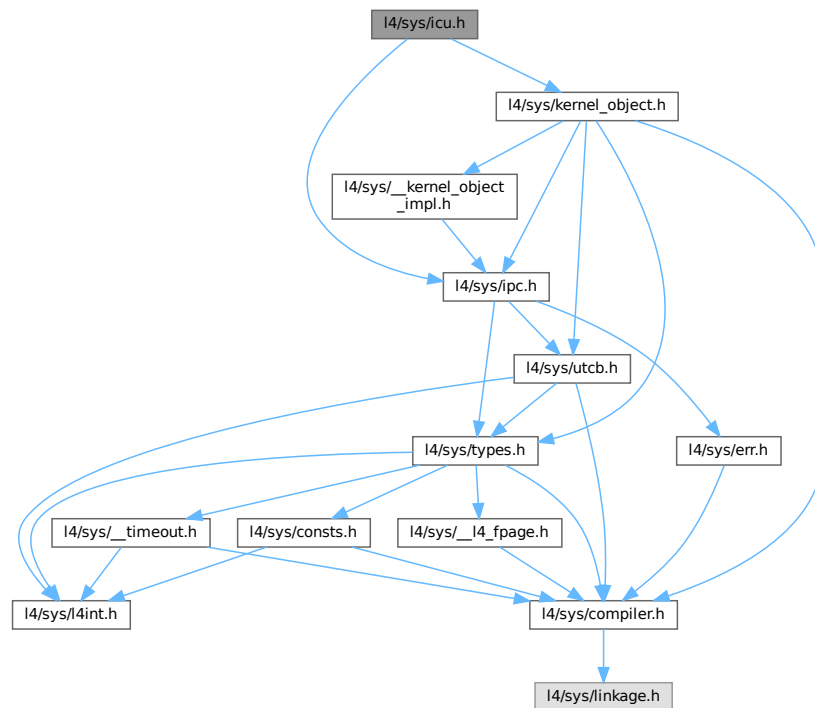 l4/sys/icu.h
l4/sys/kernel_object.h
l4/sys/__kernel_object
_impl.h
l4/sys/ipc.h
l4/sys/utcb.h
l4/sys/types.h
l4/sys/err.h
l4/sys/__timeout.h
l4/sys/consts.h
l4/sys/__l4_fpage.h
l4/sys/l4int.h
l4/sys/compiler.h
l4/sys/linkage.h